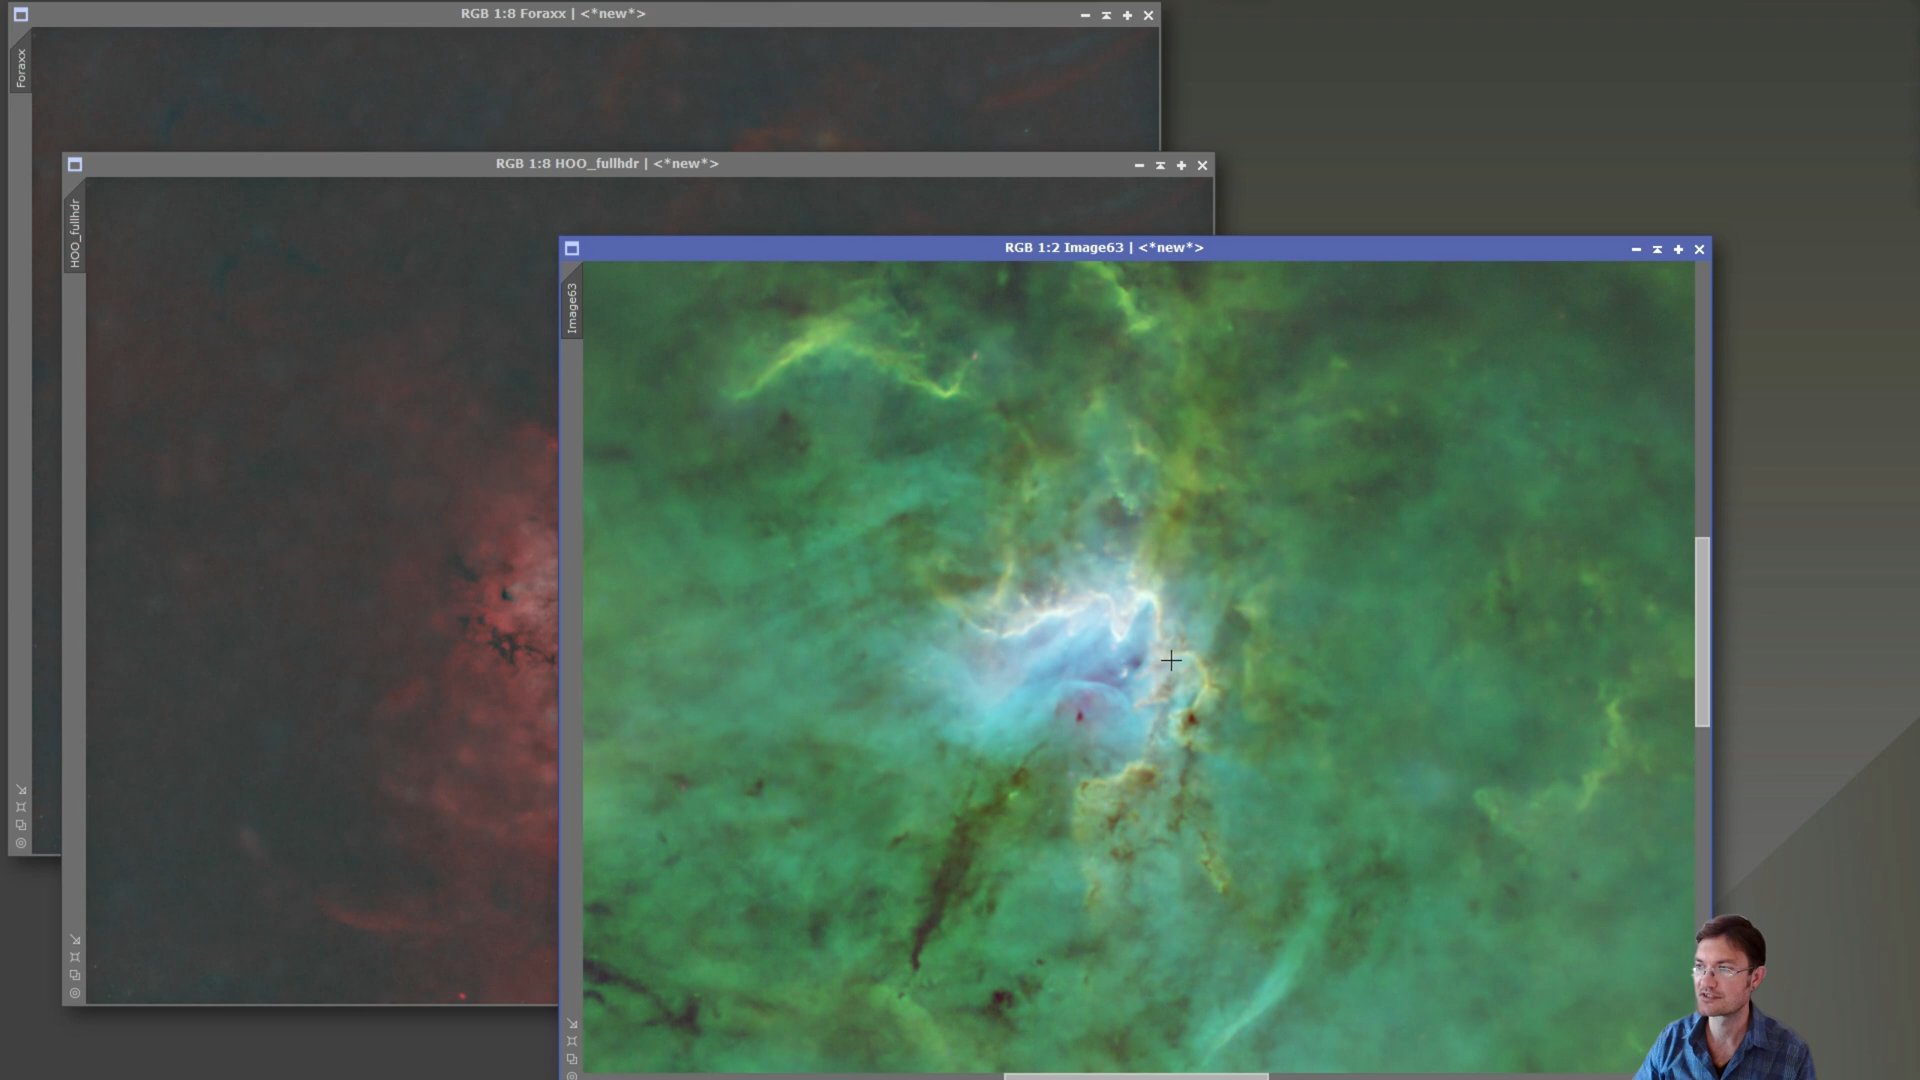 RGB 1:8 Foraxx | <*new*>
Foraxx
RGB 1:8 HOO_fullhdr | <*new*>
HOO_fullhdr
RGB 1:2 Image63 | <*new*>
Image63